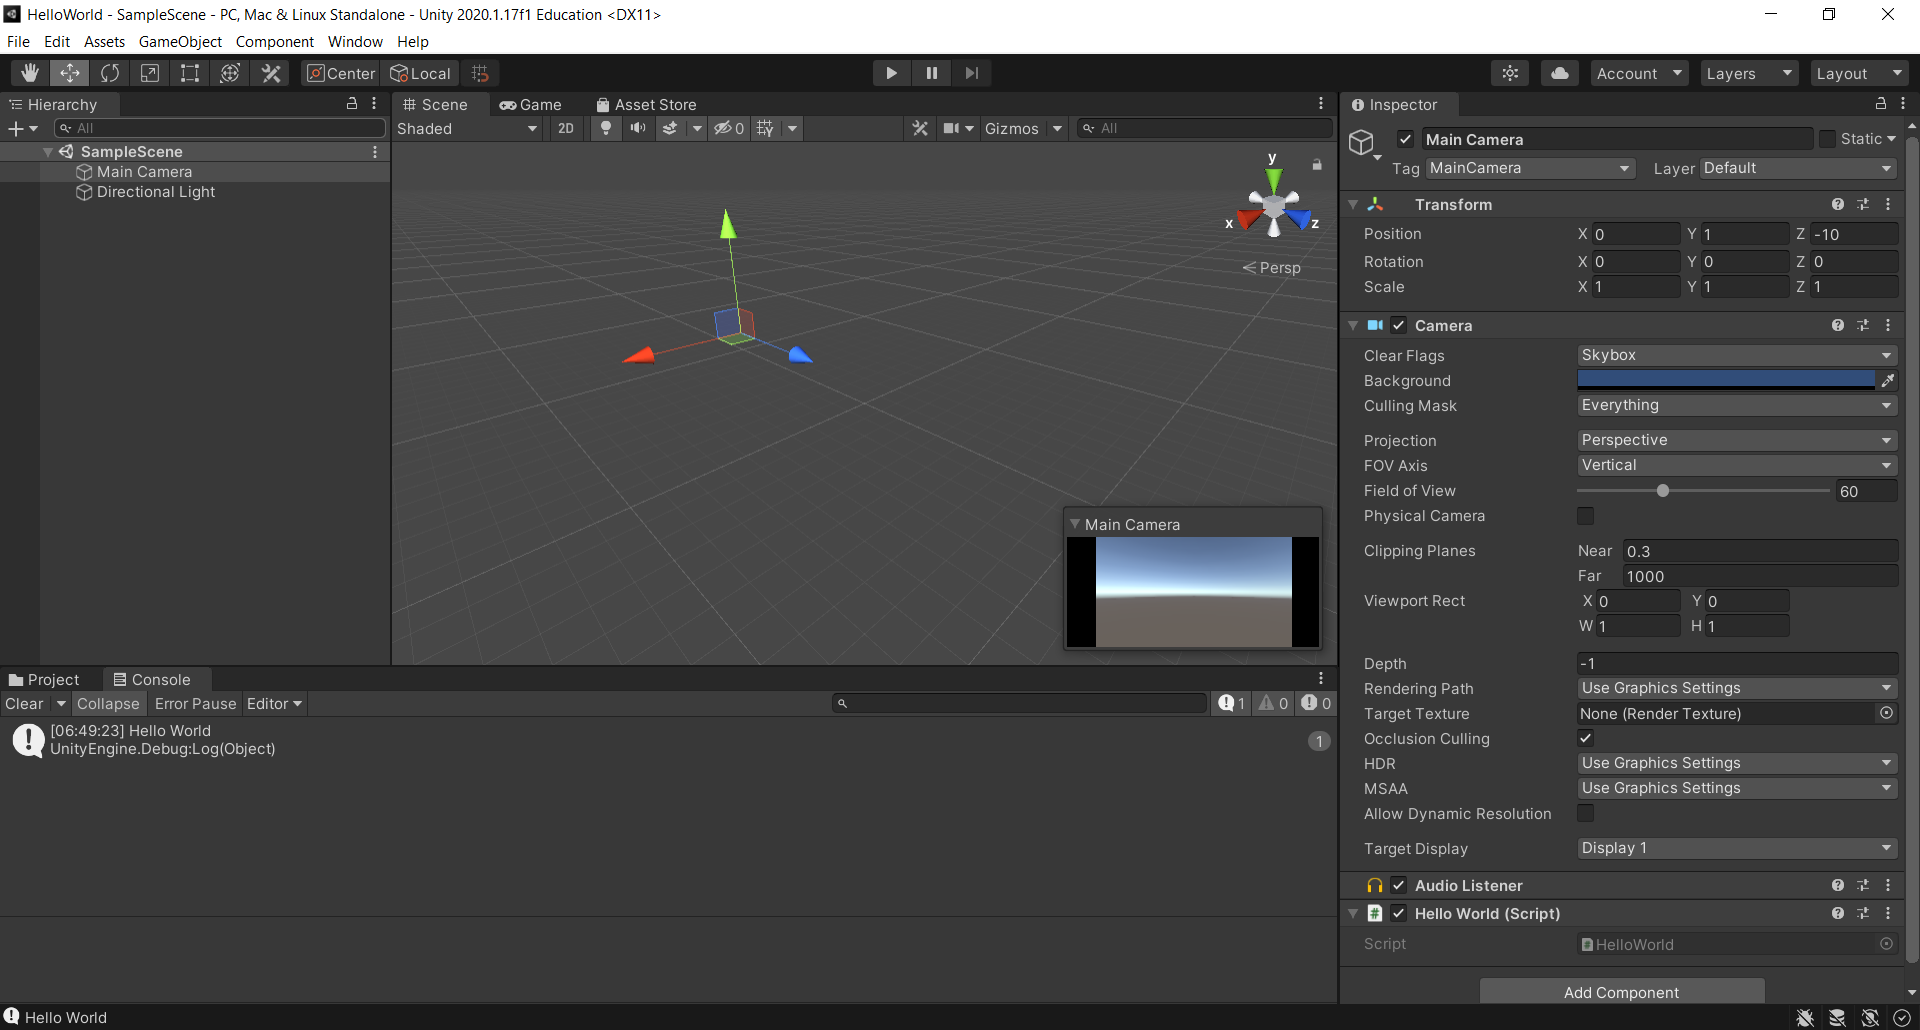 HelloWorld - SampleScene - PC, Mac & Linux Standalone - Unity 2020.1.17f1 Education <DX11>
File Edit Assets GameObject Component Window Help
Center Local Account Layers Layout
Hierarchy
All
SampleScene
Main Camera
Directional Light
Scene Game Asset Store
Shaded 2D 0 Gizmos All
y
x z
Persp
Main Camera
Project Console
Clear Collapse Error Pause Editor 1 0 0
[06:49:23] Hello World
UnityEngine.Debug:Log(Object)
1
Inspector
Main Camera Static
Tag MainCamera Layer Default
Transform
Position X 0 Y 1 Z -10
Rotation X 0 Y 0 Z 0
Scale X 1 Y 1 Z 1
Camera
Clear Flags Skybox
Background
Culling Mask Everything
Projection Perspective
FOV Axis Vertical
Field of View 60
Physical Camera
Clipping Planes Near 0.3
Far 1000
Viewport Rect X 0 Y 0
W 1 H 1
Depth -1
Rendering Path Use Graphics Settings
Target Texture None (Render Texture)
Occlusion Culling
HDR Use Graphics Settings
MSAA Use Graphics Settings
Allow Dynamic Resolution
Target Display Display 1
Audio Listener
# Hello World (Script)
Script HelloWorld
Add Component
Hello World